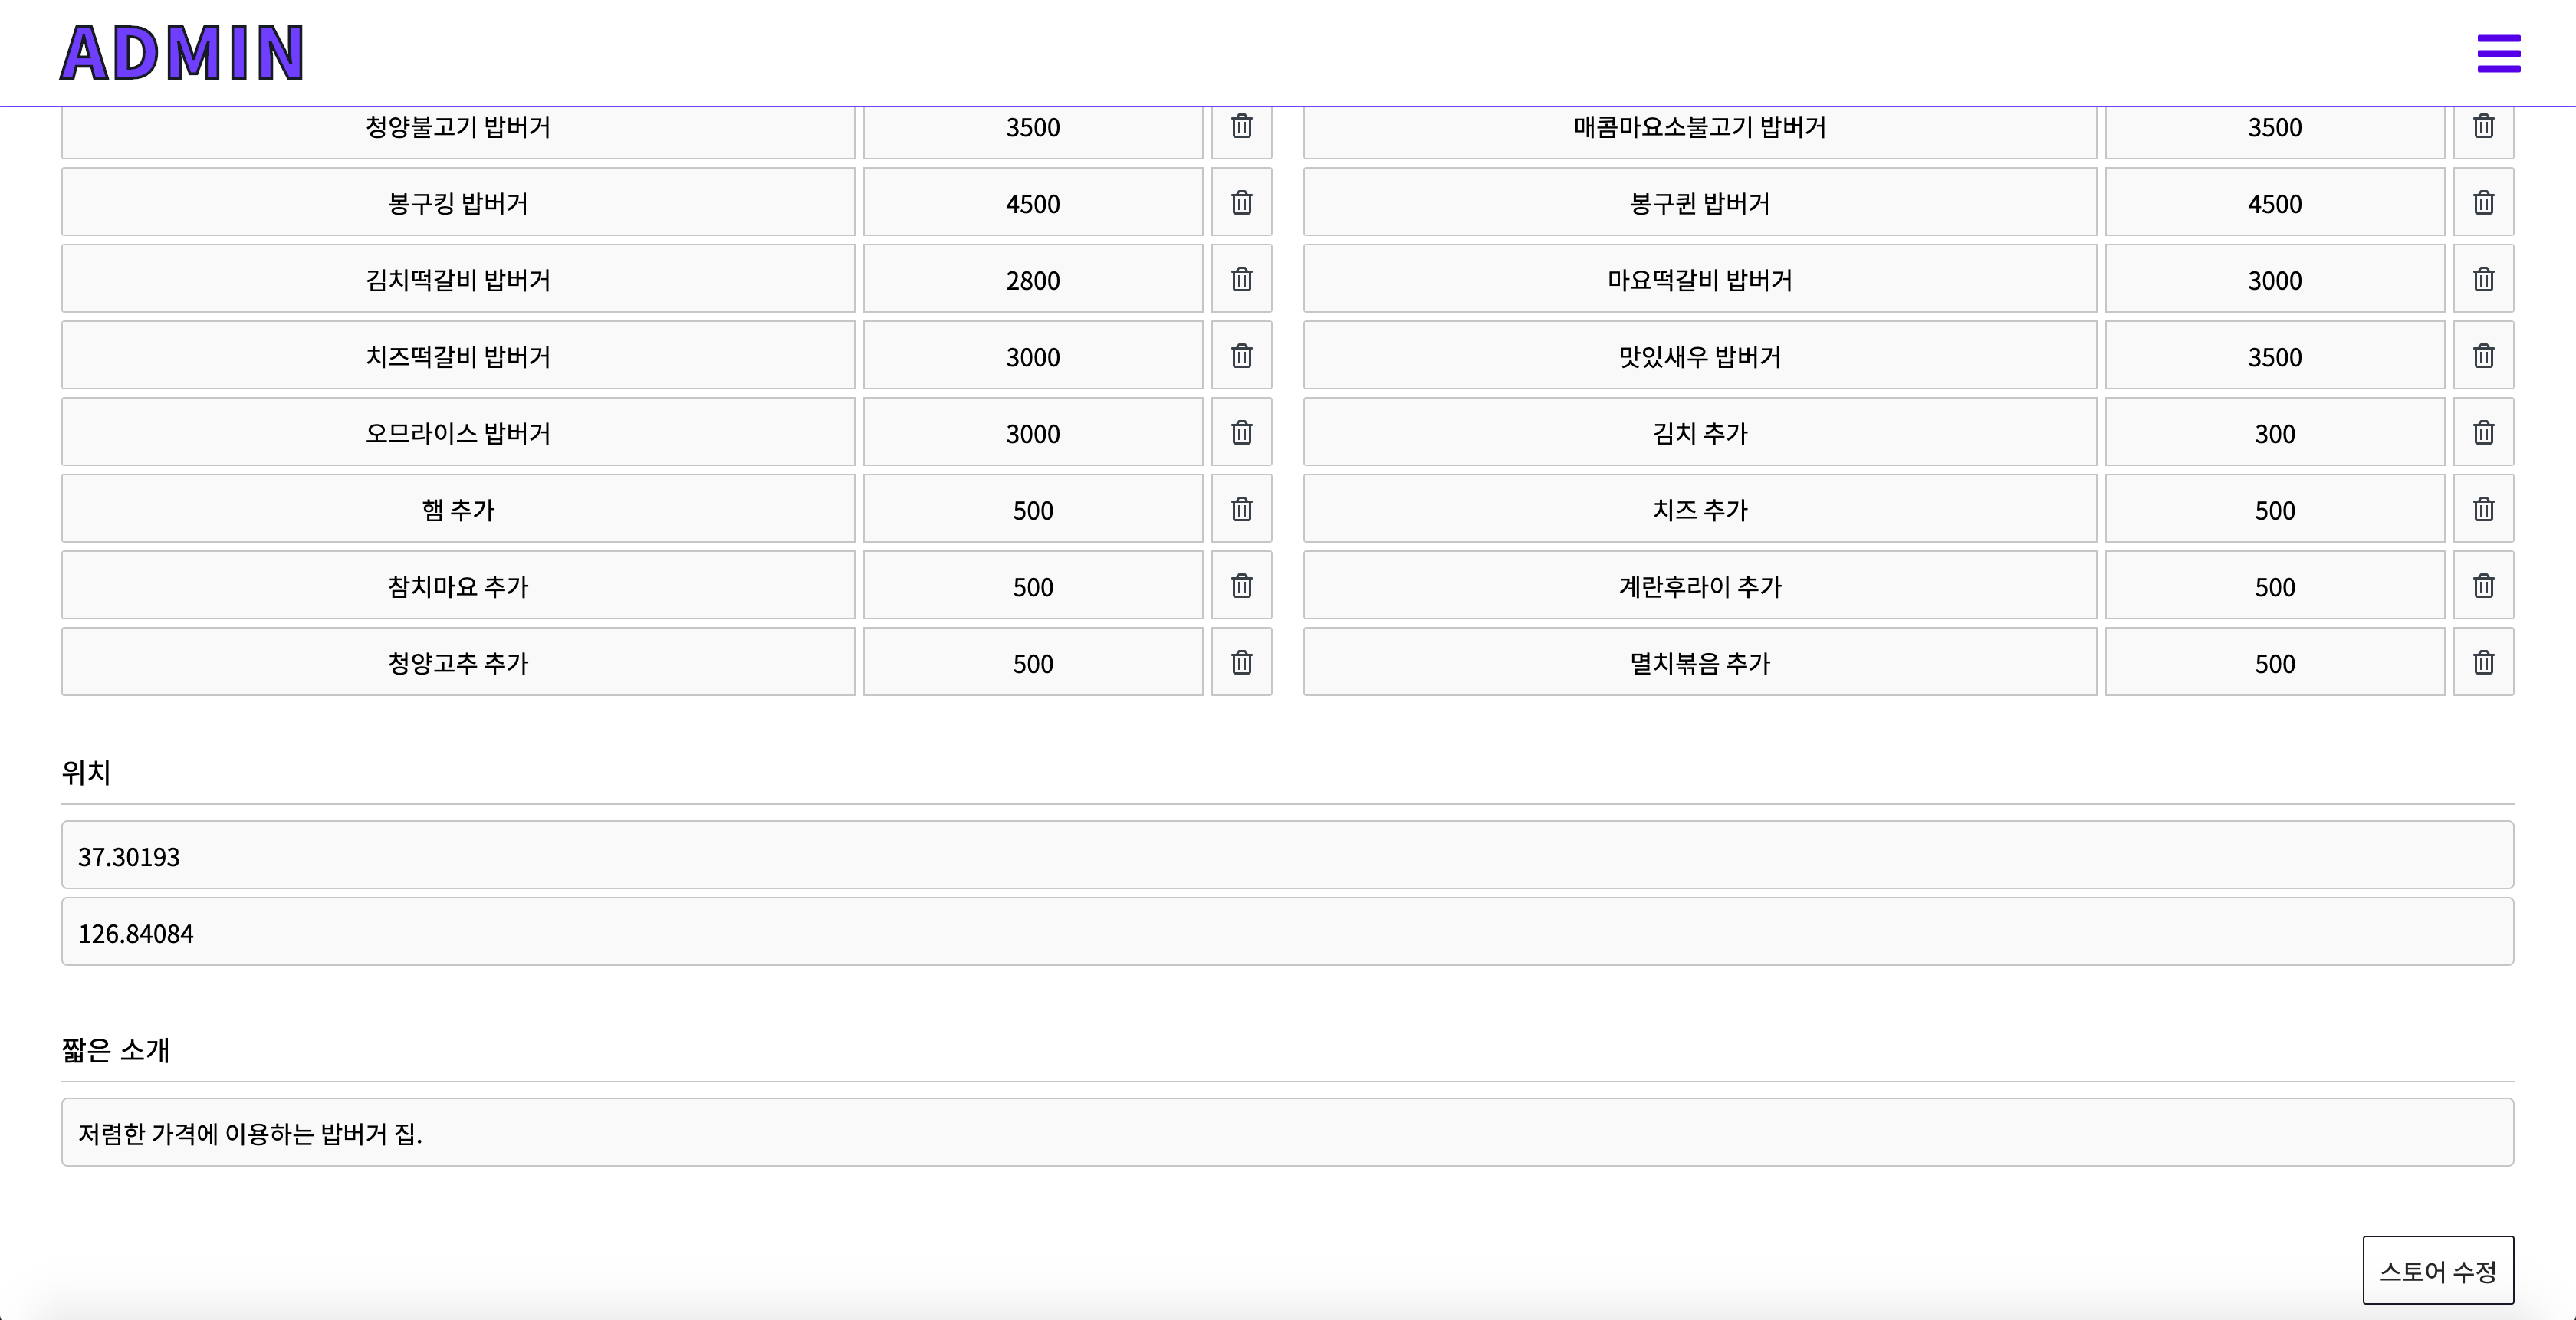 ADMIN
청양불고기 밥버거 3500 매콤마요소불고기 밥버거 3500
봉구킹 밥버거 4500 봉구퀸 밥버거 4500
김치떡갈비 밥버거 2800 마요떡갈비 밥버거 3000
치즈떡갈비 밥버거 3000 맛있새우 밥버거 3500
오므라이스 밥버거 3000 김치 추가 300
햄 추가 500 치즈 추가 500
참치마요 추가 500 계란후라이 추가 500
청양고추 추가 500 멸치볶음 추가 500
위치
37.30193
126.84084
짧은 소개
저렴한 가격에 이용하는 밥버거 집.
스토어 수정